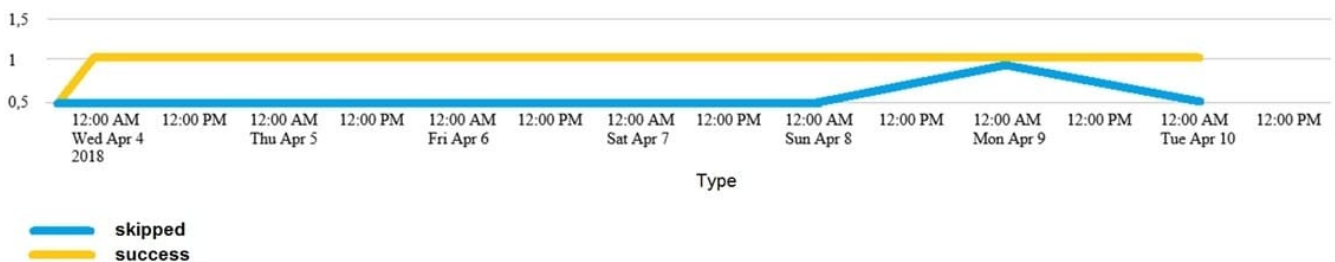 1,5
1
0,5
12:00 AM 12:00 PM 12:00 AM 12:00 PM 12:00 AM 12:00 PM 12:00 AM 12:00 PM 12:00 AM 12:00 PM 12:00 AM 12:00 PM 12:00 AM 12:00 PM
Wed Apr 4 Thu Apr 5 Fri Apr 6 Sat Apr 7 Sun Apr 8 Mon Apr 9 Tue Apr 10
2018
Type
skipped
success